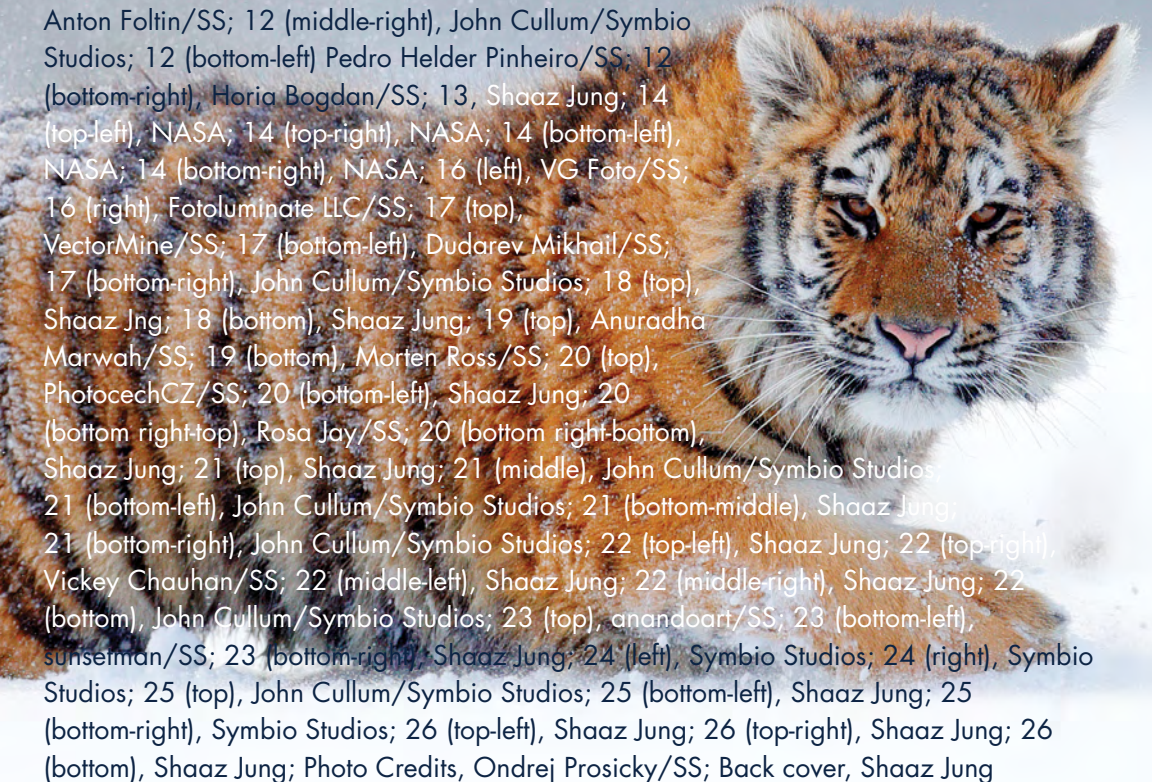 Anton Foltin/SS; 12 (middle-right), John Cullum/Symbio
Studios; 12 (bottom-left) Pedro Helder Pinheiro/SS; 12
(bottom-right), Horia Bogdan/SS; 13, Shaaz Jung; 14
(top-left), NASA; 14 (top-right), NASA; 14 (bottom-left),
NASA; 14 (bottom-right), NASA; 16 (left), VG Foto/SS;
16 (right), Fotoluminate LLC/SS; 17 (top),
VectorMine/SS; 17 (bottom-left), Dudarev Mikhail/SS;
17 (bottom-right), John Cullum/Symbio Studios; 18 (top),
Shaaz Jng; 18 (bottom), Shaaz Jung; 19 (top), Anuradha
Marwah/SS; 19 (bottom), Morten Ross/SS; 20 (top),
PhotocechCZ/SS; 20 (bottom-left), Shaaz Jung; 20
(bottom right-top), Rosa Jay/SS; 20 (bottom right-bottom),
Shaaz Jung; 21 (top), Shaaz Jung; 21 (middle), John Cullum/Symbio Studios;
21 (bottom-left), John Cullum/Symbio Studios; 21 (bottom-middle), Shaaz Jung;
21 (bottom-right), John Cullum/Symbio Studios; 22 (top-left), Shaaz Jung; 22 (top-right),
Vickey Chauhan/SS; 22 (middle-left), Shaaz Jung; 22 (middle-right), Shaaz Jung; 22
(bottom), John Cullum/Symbio Studios; 23 (top), anandoart/SS; 23 (bottom-left),
sunsetman/SS; 23 (bottom-right), Shaaz Jung; 24 (left), Symbio Studios; 24 (right), Symbio
Studios; 25 (top), John Cullum/Symbio Studios; 25 (bottom-left), Shaaz Jung; 25
(bottom-right), Symbio Studios; 26 (top-left), Shaaz Jung; 26 (top-right), Shaaz Jung; 26
(bottom), Shaaz Jung; Photo Credits, Ondrej Prosicky/SS; Back cover, Shaaz Jung